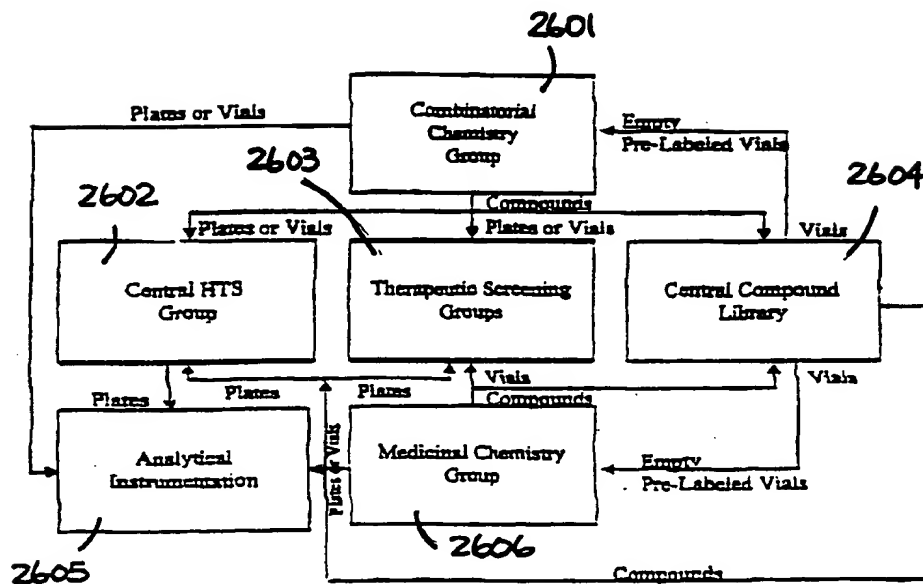 2601
Combinatorial
Chemistry
Group
Plates or Vials
Empty
Pre-Labeled Vials
2602
2603
2604
Compounds
Plates or Vials
Plates or Vials
Vials
Central HTS
Group
Therapeutic Screening
Groups
Central Compound
Library
Plates
Plates
Plates
Vials
Compounds
Vials
Plates or Vials
Analytical
Instrumentation
Medicinal Chemistry
Group
Empty
Pre-Labeled Vials
2605
2606
Compounds